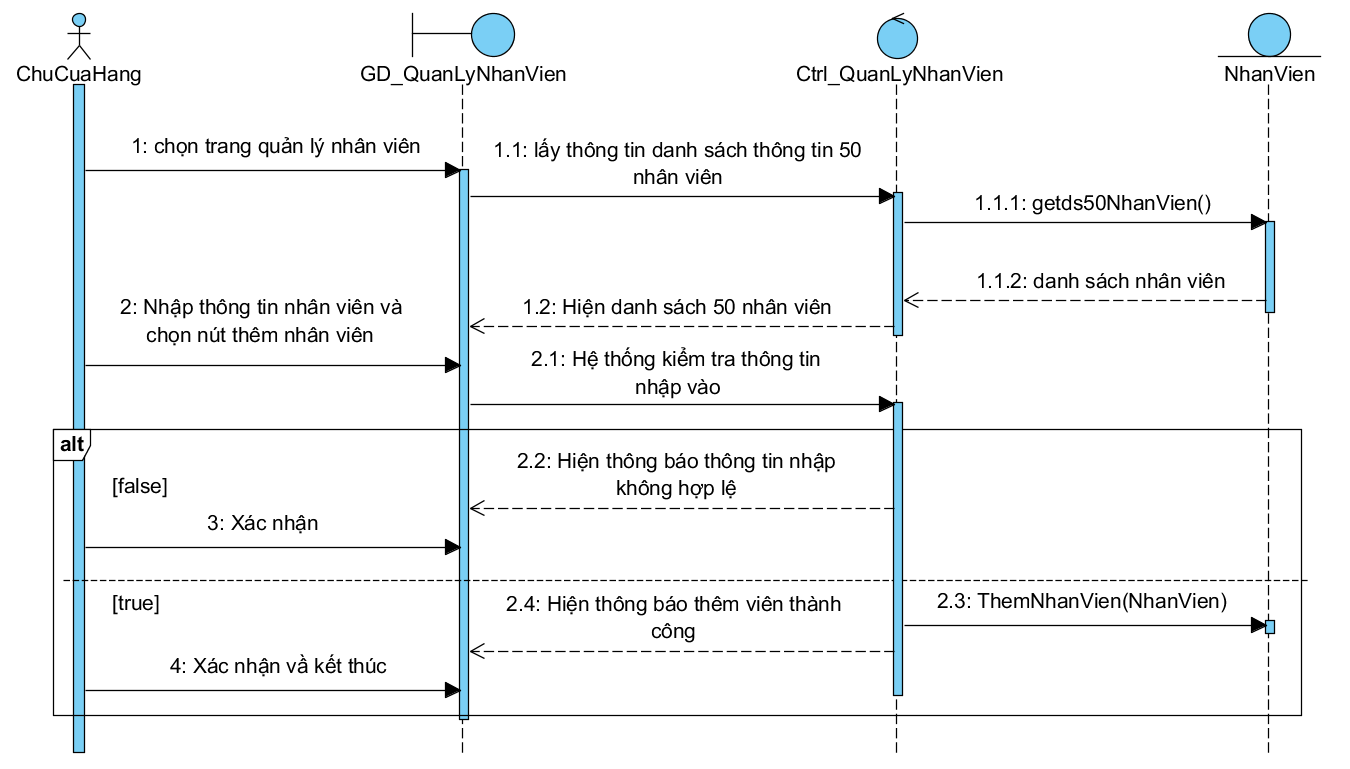 ChuCuaHang
GD_QuanLyNhanVien
Ctrl_QuanLyNhanVien
NhanVien
1: chọn trang quản lý nhân viên
1.1: lấy thông tin danh sách thông tin 50
nhân viên
1.1.1: getds50NhanVien()
1.1.2: danh sách nhân viên
1.2: Hiện danh sách 50 nhân viên
2: Nhập thông tin nhân viên và
chọn nút thêm nhân viên
2.1: Hệ thống kiểm tra thông tin
nhập vào
alt
[false]
2.2: Hiện thông báo thông tin nhập
không hợp lệ
3: Xác nhận
[true]
2.3: ThemNhanVien(NhanVien)
2.4: Hiện thông báo thêm viên thành
công
4: Xác nhận vầ kết thúc